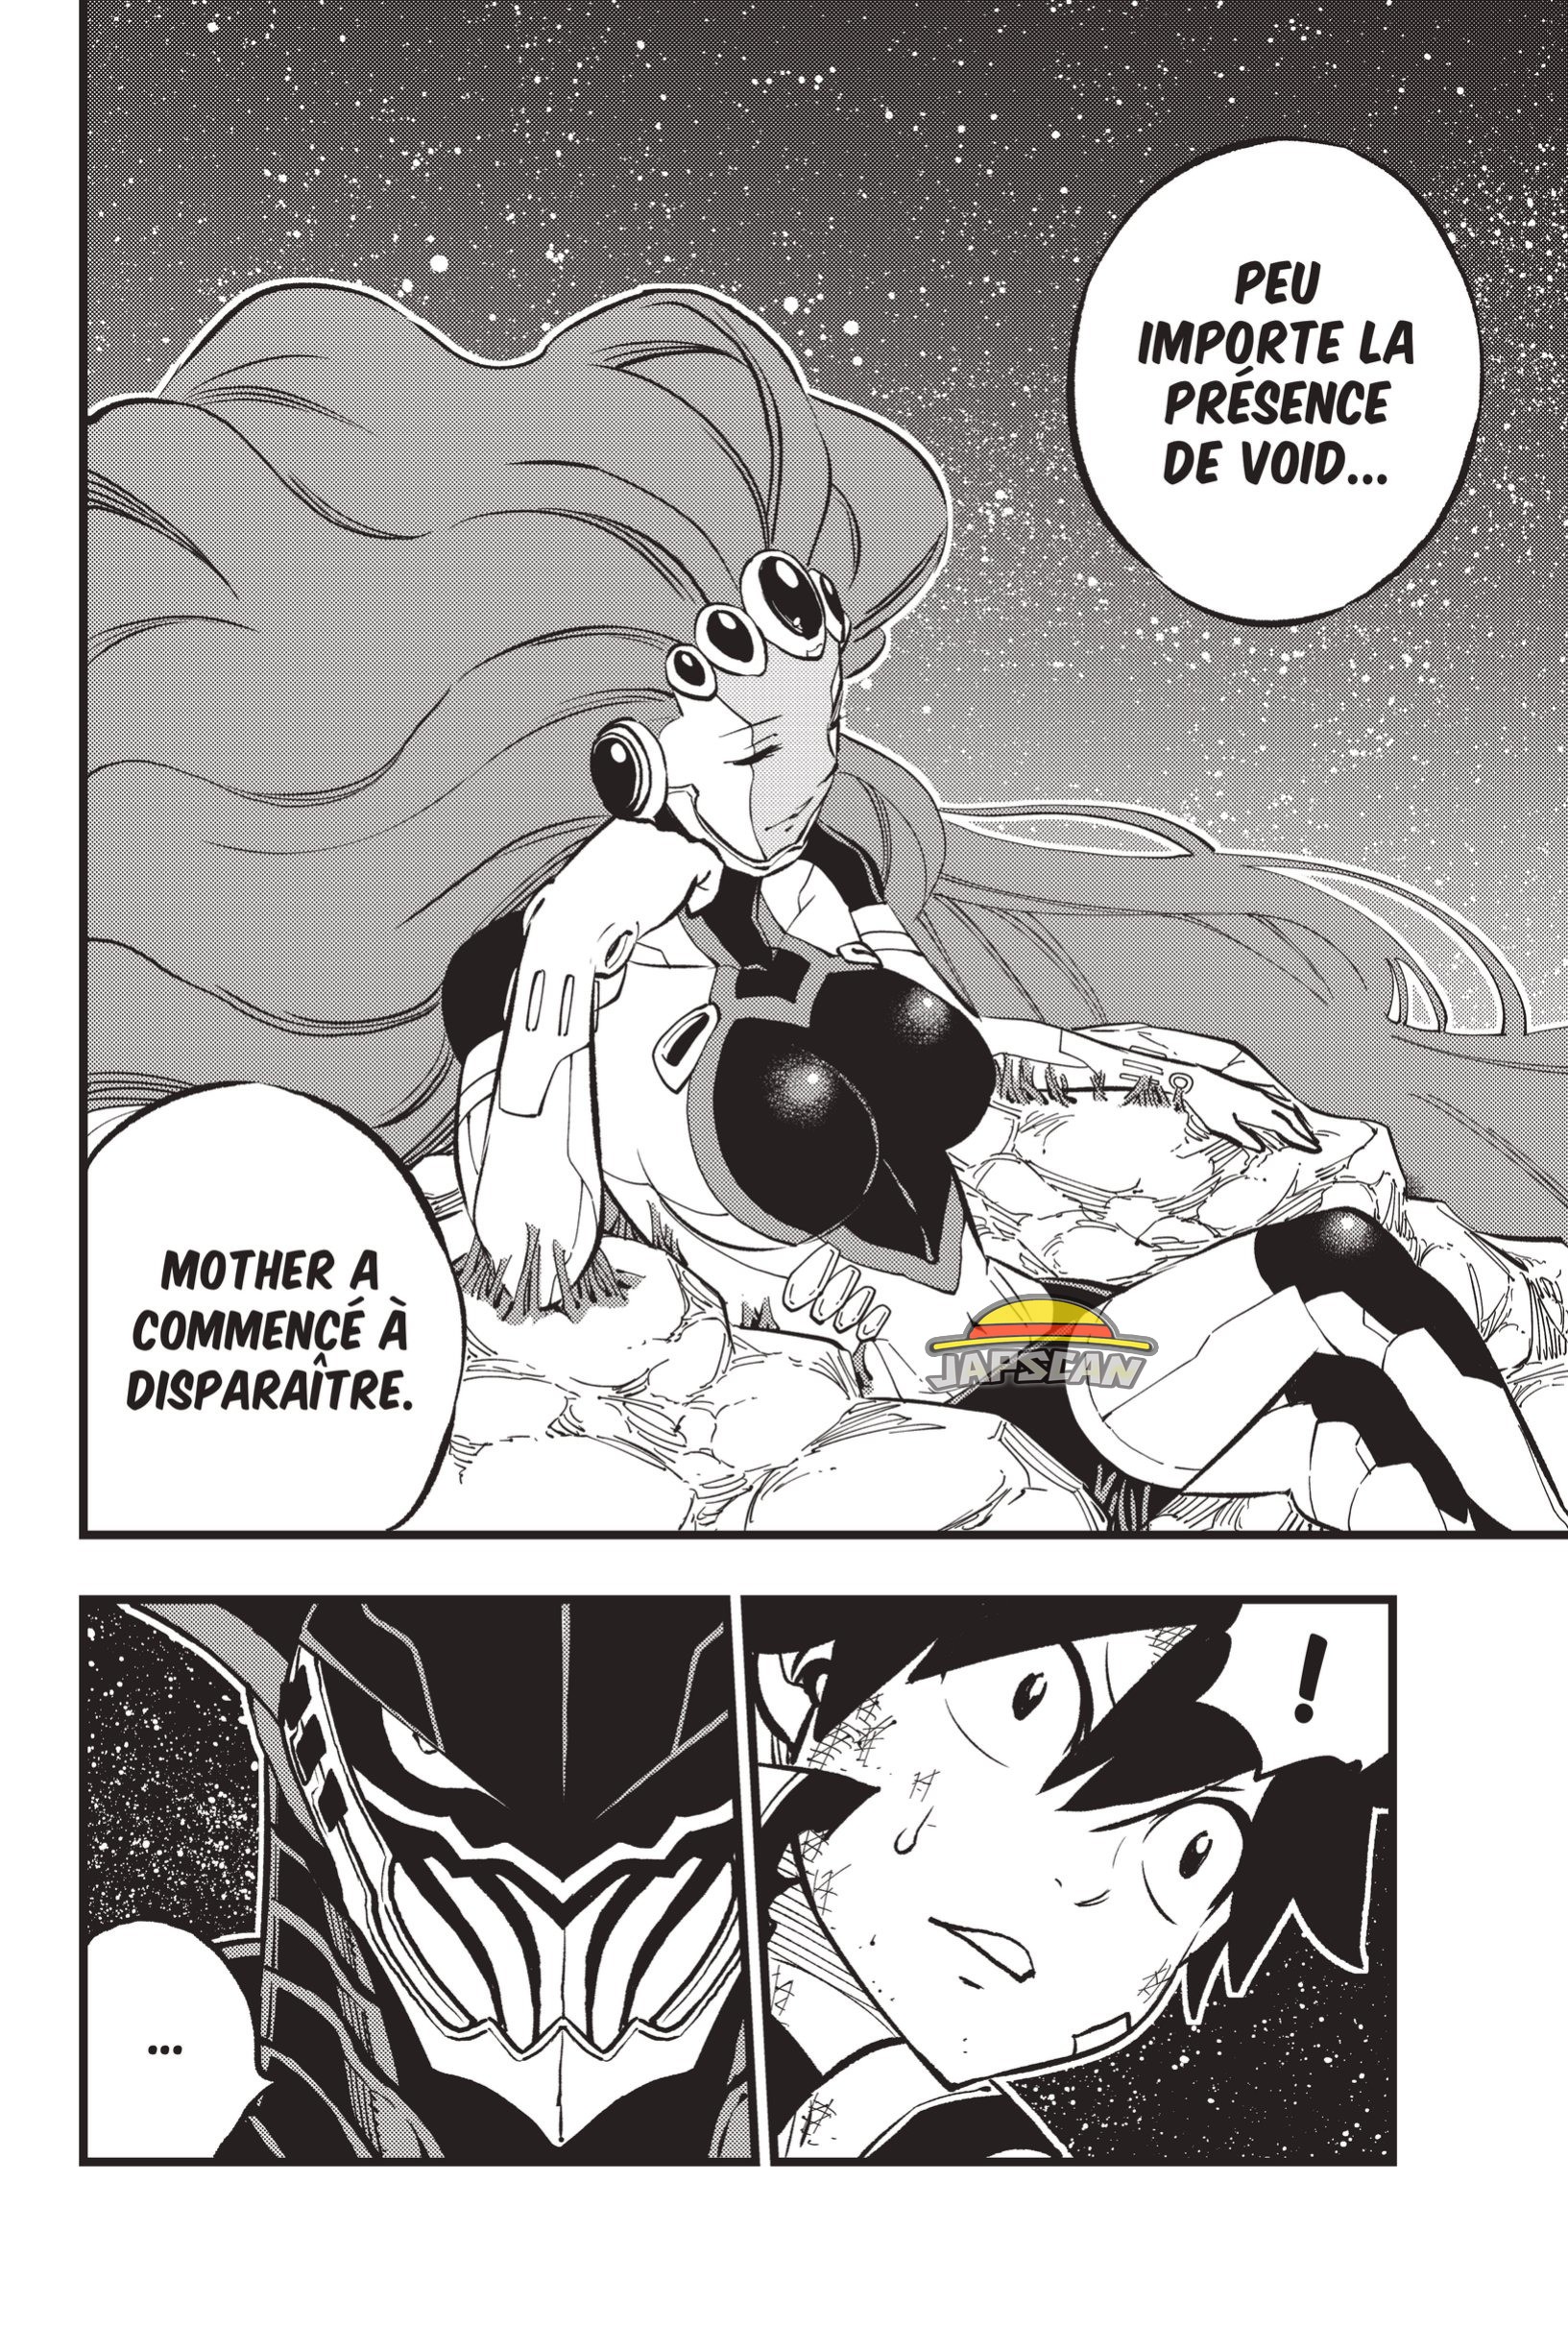 PEU
IMPORTE LA
PRÉSENCE
DE VOID...
MOTHER A
COMMENCÉ À
DISPARAÎTRE.
JAPSCAN
!
...